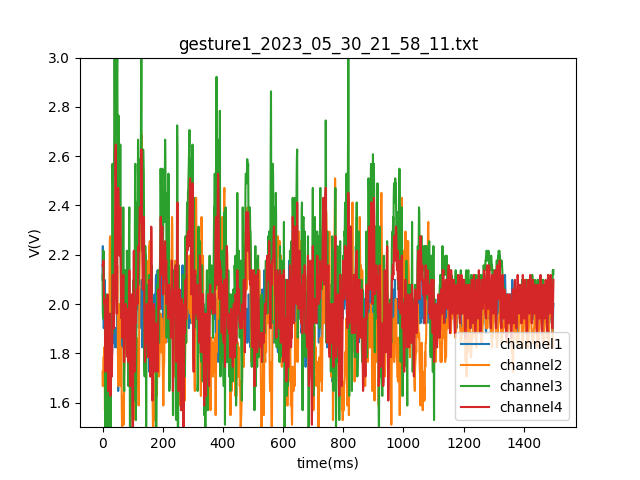 gesture1_2023_05_30_21_58_11.txt
3.0
2.8
2.6
2.4
2.2
2.0
1.8
1.6
V(V)
channel1
channel2
channel3
channel4
0 200 400 600 800 1000 1200 1400
time(ms)